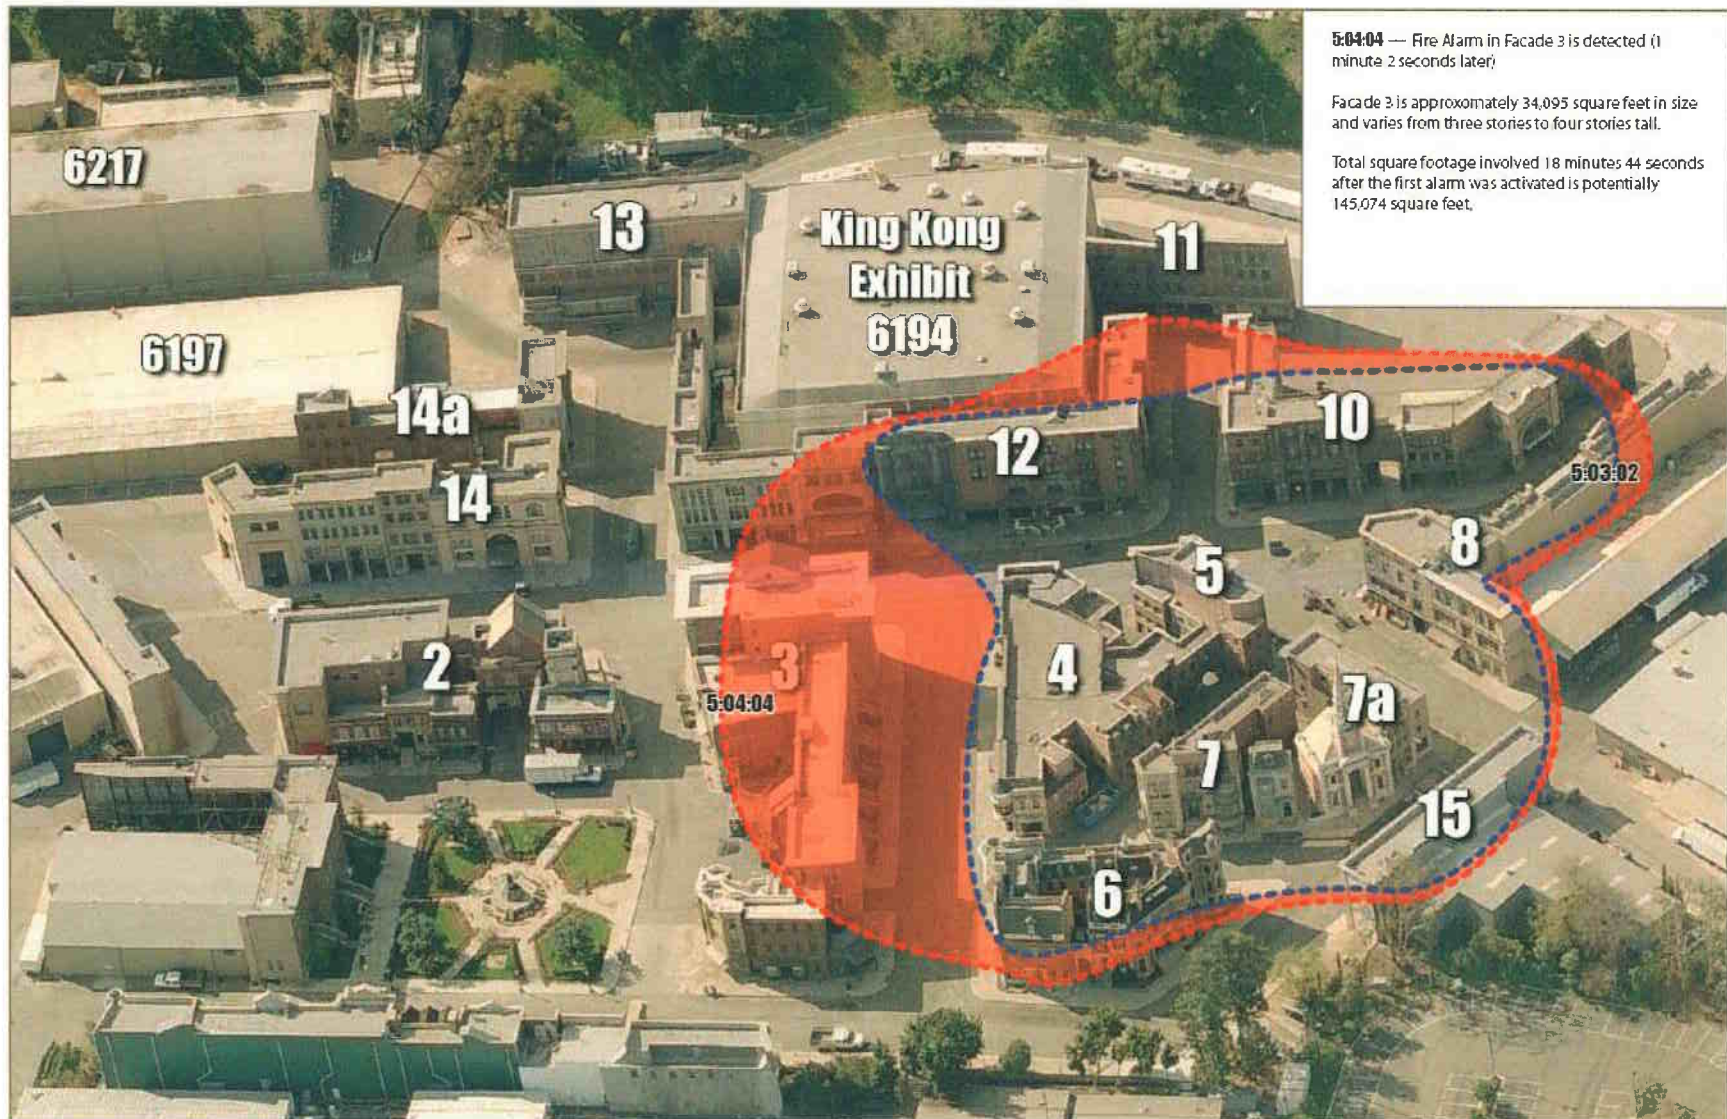 5:04:04 — Fire Alarm in Facade 3 is detected (1
minute 2 seconds later)
Facade 3 is approxomately 34,095 square feet in size
and varies from three stories to four stories tall.
Total square footage involved 18 minutes 44 seconds
after the first alarm was activated is potentially
145,074 square feet.
6217
13
King Kong
Exhibit
6194
11
6197
14a
14
12
10
5:03:02
8
5
2
3
5:04:04
4
7a
7
15
6